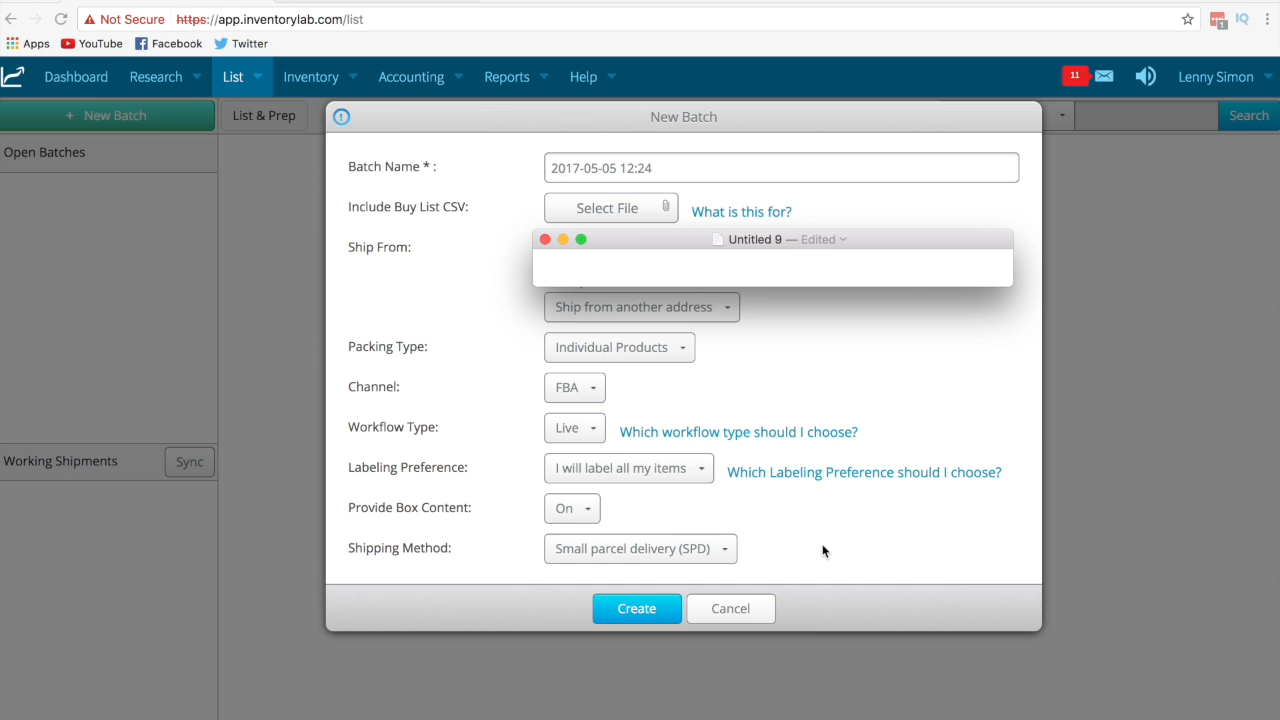 Not Secure https://app.inventorylab.com/list 1 IQ
Apps YouTube Facebook Twitter
Dashboard Research List Inventory Accounting Reports Help 11 Lenny Simon
+ New Batch List & Prep New Batch Search
Open Batches
Batch Name * : 2017-05-05 12:24
Include Buy List CSV: Select File What is this for?
Ship From: Untitled 9 — Edited
Ship from another address
Packing Type: Individual Products
Channel: FBA
Workflow Type: Live Which workflow type should I choose?
Working Shipments Sync
Labeling Preference: I will label all my items Which Labeling Preference should I choose?
Provide Box Content: On
Shipping Method: Small parcel delivery (SPD)
Create Cancel